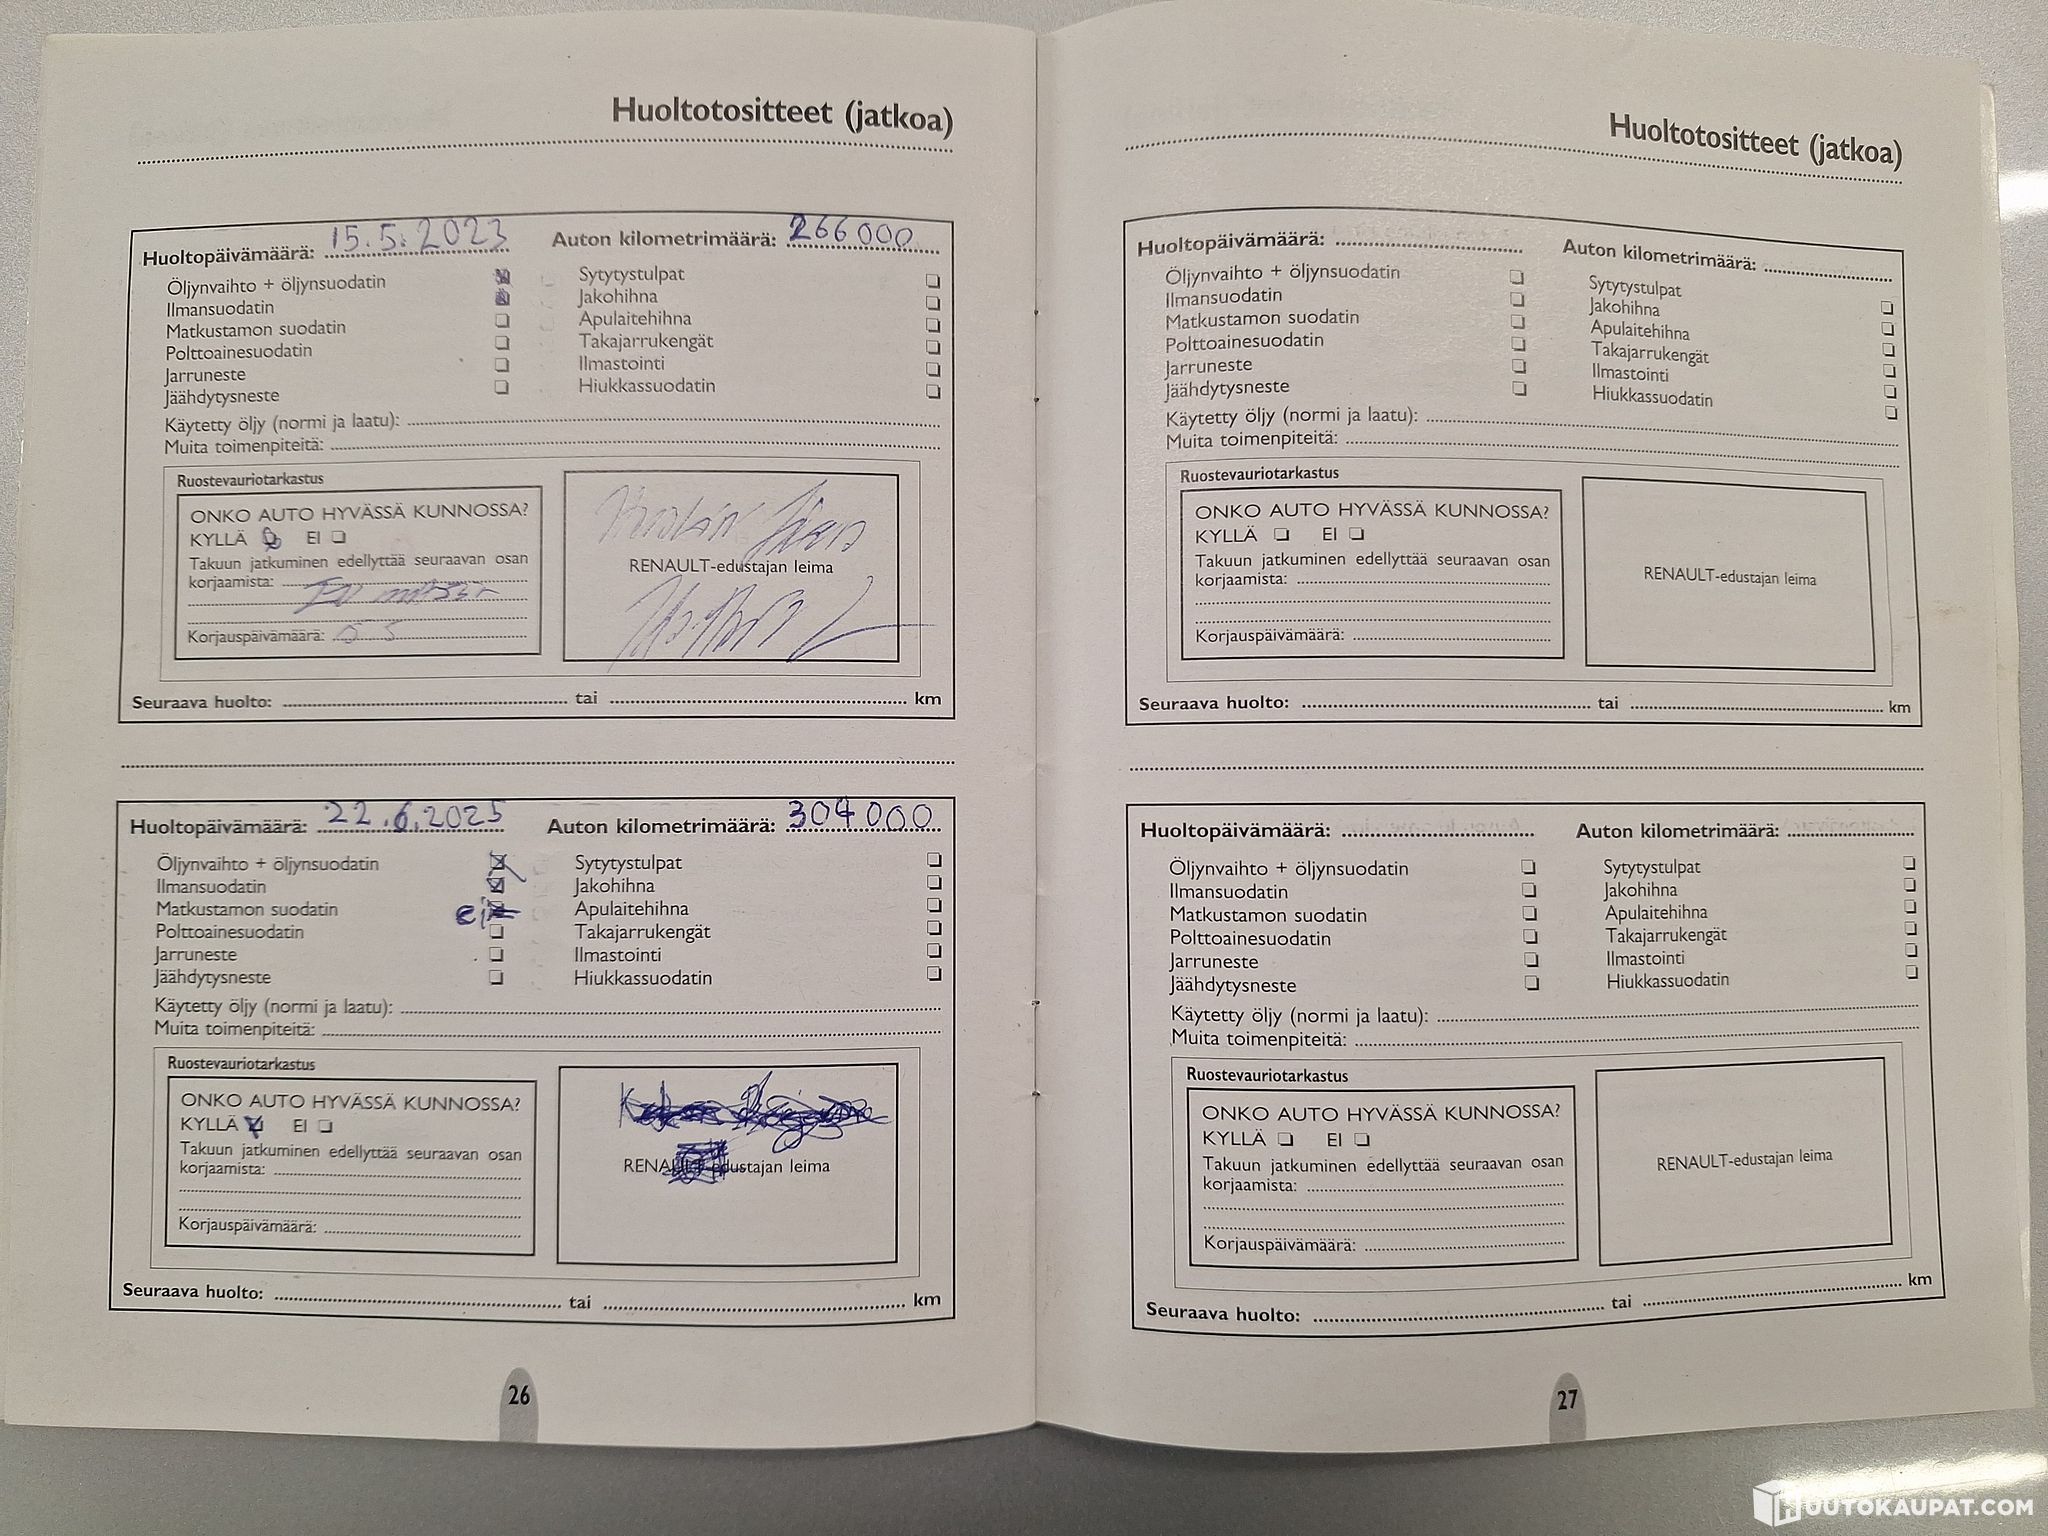 Huoltotositteet (jatkoa)
Huoltopäivämäärä: 15.5.2023 Auton kilometrimäärä: 266000
Öljynvaihto + öljynsuodatin Sytytystulpat
Ilmansuodatin Jakohihna
Matkustamon suodatin Apulaitehihna
Polttoainesuodatin Takajarrukengät
Jarruneste Ilmastointi
Jäähdytysneste Hiukkassuodatin
Käytetty öljy (normi ja laatu):
Muita toimenpiteitä:
Ruostevauriotarkastus
ONKO AUTO HYVÄSSÄ KUNNOSSA?
KYLLÄ EI
Takuun jatkuminen edellyttää seuraavan osan
korjaamista:
Korjauspäivämäärä:
RENAULT-edustajan leima
Seuraava huolto: tai km
Huoltopäivämäärä: 22.6.2025 Auton kilometrimäärä: 304000
Öljynvaihto + öljynsuodatin Sytytystulpat
Ilmansuodatin Jakohihna
Matkustamon suodatin ei Apulaitehihna
Polttoainesuodatin Takajarrukengät
Jarruneste Ilmastointi
Jäähdytysneste Hiukkassuodatin
Käytetty öljy (normi ja laatu):
Muita toimenpiteitä:
Ruostevauriotarkastus
ONKO AUTO HYVÄSSÄ KUNNOSSA?
KYLLÄ EI
Takuun jatkuminen edellyttää seuraavan osan
korjaamista:
Korjauspäivämäärä:
RENAULT-edustajan leima
Seuraava huolto: tai km
26
Huoltotositteet (jatkoa)
Huoltopäivämäärä: Auton kilometrimäärä:
Öljynvaihto + öljynsuodatin Sytytystulpat
Ilmansuodatin Jakohihna
Matkustamon suodatin Apulaitehihna
Polttoainesuodatin Takajarrukengät
Jarruneste Ilmastointi
Jäähdytysneste Hiukkassuodatin
Käytetty öljy (normi ja laatu):
Muita toimenpiteitä:
Ruostevauriotarkastus
ONKO AUTO HYVÄSSÄ KUNNOSSA?
KYLLÄ EI
Takuun jatkuminen edellyttää seuraavan osan
korjaamista:
Korjauspäivämäärä:
RENAULT-edustajan leima
Seuraava huolto: tai km
Huoltopäivämäärä: Auton kilometrimäärä:
Öljynvaihto + öljynsuodatin Sytytystulpat
Ilmansuodatin Jakohihna
Matkustamon suodatin Apulaitehihna
Polttoainesuodatin Takajarrukengät
Jarruneste Ilmastointi
Jäähdytysneste Hiukkassuodatin
Käytetty öljy (normi ja laatu):
Muita toimenpiteitä:
Ruostevauriotarkastus
ONKO AUTO HYVÄSSÄ KUNNOSSA?
KYLLÄ EI
Takuun jatkuminen edellyttää seuraavan osan
korjaamista:
Korjauspäivämäärä:
RENAULT-edustajan leima
Seuraava huolto: tai km
27
HUUTOKAUPAT.COM